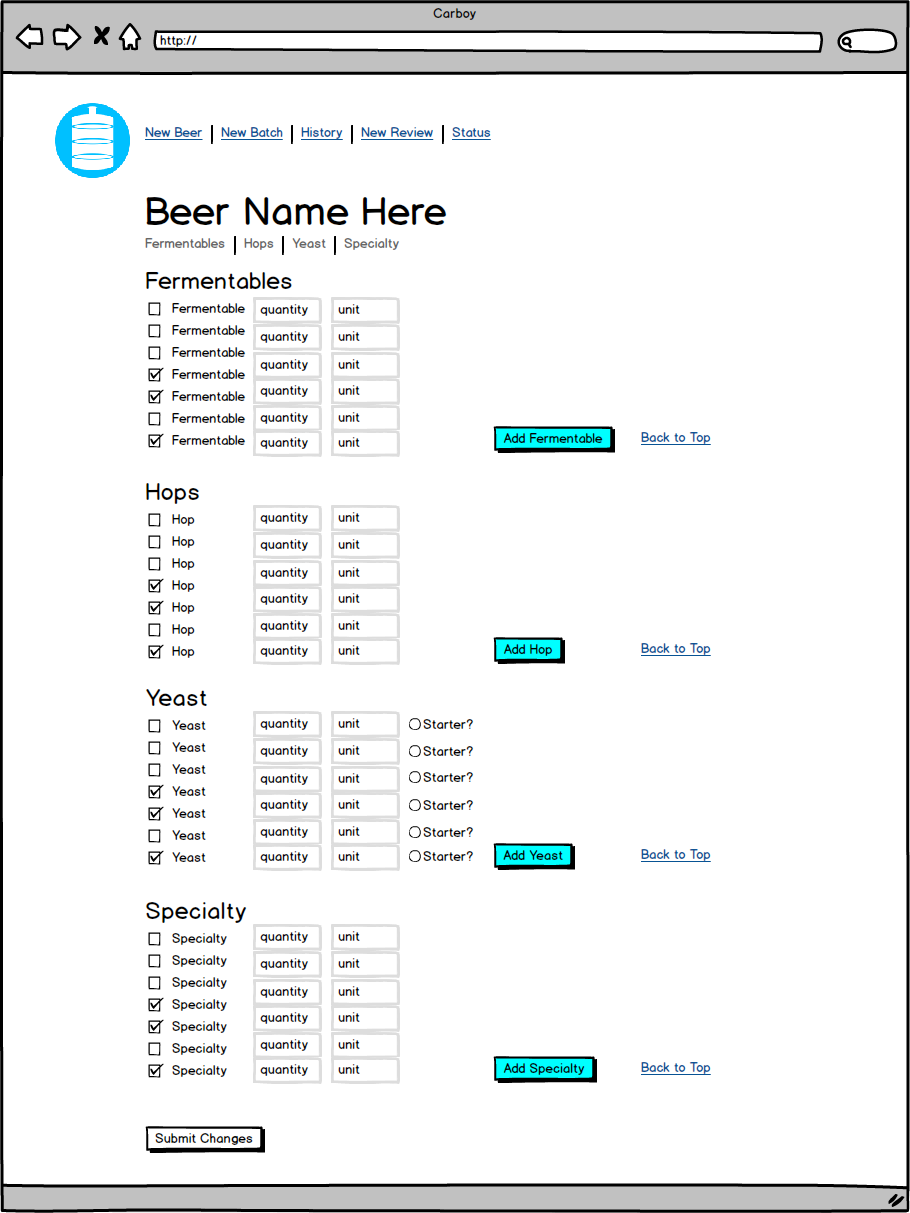 Carboy
http://
New Beer New Batch History New Review Status
Beer Name Here
Fermentables Hops Yeast Specialty
Fermentables
Fermentable quantity unit
Fermentable quantity unit
Fermentable quantity unit
Fermentable quantity unit
Fermentable quantity unit
Fermentable quantity unit
Fermentable quantity unit Add Fermentable Back to Top
Hops
Hop quantity unit
Hop quantity unit
Hop quantity unit
Hop quantity unit
Hop quantity unit
Hop quantity unit
Hop quantity unit Add Hop Back to Top
Yeast
Yeast quantity unit Starter?
Yeast quantity unit Starter?
Yeast quantity unit Starter?
Yeast quantity unit Starter?
Yeast quantity unit Starter?
Yeast quantity unit
Yeast quantity unit Starter? Add Yeast Back to Top
Specialty
Specialty quantity unit
Specialty quantity unit
Specialty quantity unit
Specialty quantity unit
Specialty quantity unit
Specialty quantity unit
Specialty quantity unit Add Specialty Back to Top
Submit Changes